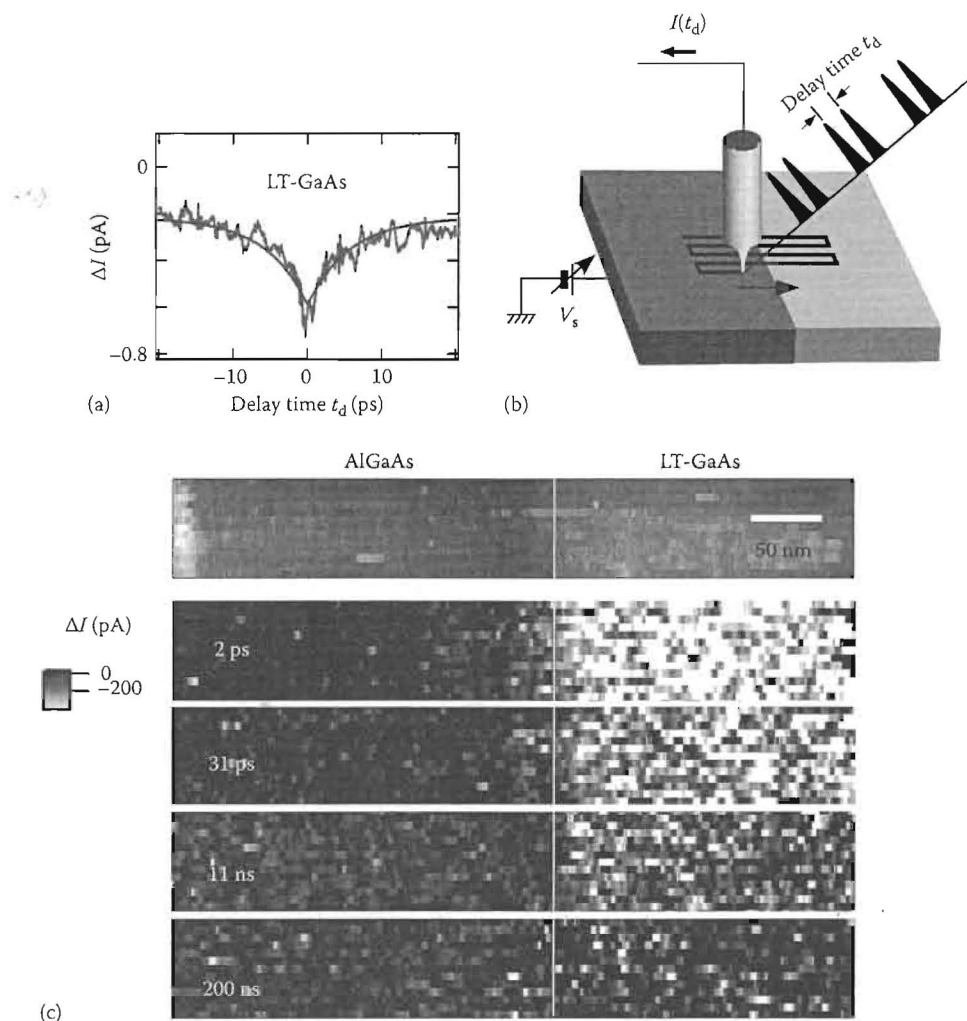 0
LT-GaAs
ΔI (pA)
−0.8
−10
0
10
Delay time t_d (ps)
(a)
I(t_d)
Delay time t_d
V_s
(b)
AlGaAs
LT-GaAs
50 nm
ΔI (pA)
0
−200
2 ps
31 ps
11 ns
200 ns
(c)